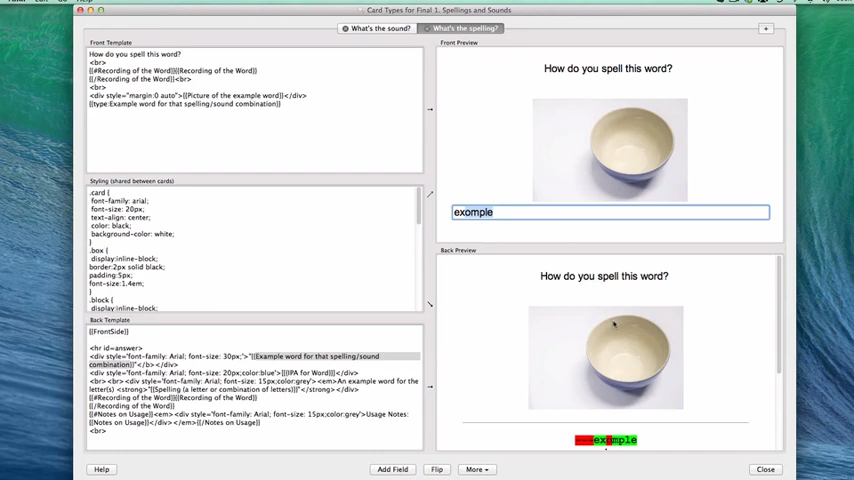 Card Types for Final 1. Spellings and Sounds
What's the sound?
What's the spelling?
+
Front Template
How do you spell this word?
<br>
{{#Recording of the Word}}{{Recording of the Word}}
{{/Recording of the Word}}<br>
<br>
<div style="margin:0 auto">{{Picture of the example word}}</div>
{{type:Example word for that spelling/sound combination}}
Styling (shared between cards)
.card {
font-family: arial;
font-size: 20px;
text-align: center;
color: black;
background-color: white;
}
.box {
display:inline-block;
border:2px solid black;
padding:5px;
font-size:1.4em;
}
.block {
display:inline-block;
Back Template
{{FrontSide}}
<hr id=answer>
<div style='font-family: Arial; font-size: 30px;'>"{{Example word for that spelling/sound
combination}}"</b></div>
<div style='font-family: Arial; font-size: 20px;color:blue'>[{{IPA for Word}}]</div>
<br><br><div style='font-family: Arial; font-size: 15px;color:grey'><em>An example word for the
letter(s) <strong>"{{Spelling (a letter or combination of letters)}}"</strong></div>
{{#Recording of the Word}}{{Recording of the Word}}
{{/Recording of the Word}}
{{#Notes on Usage}}<em><div style='font-family: Arial; font-size: 15px;color:grey'>Usage Notes:
{{Notes on Usage}}</div></em>{{/Notes on Usage}}
<br>
Front Preview
How do you spell this word?
exomple
Back Preview
How do you spell this word?
---exomple
Help
Add Field
Flip
More
Close